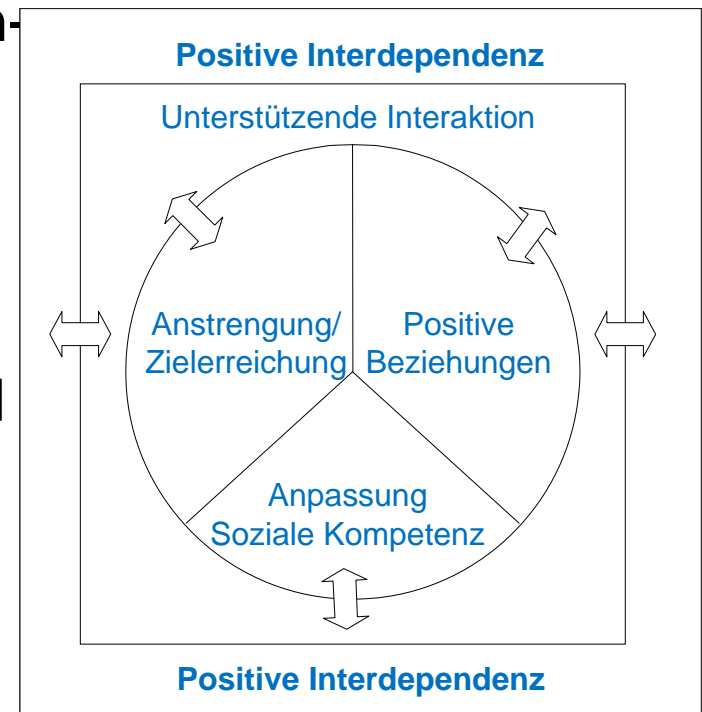 Positive Interdependenz
Unterstützende Interaktion
Anstrengung/
Zielerreichung
Positive
Beziehungen
Anpassung
Soziale Kompetenz
Positive Interdependenz